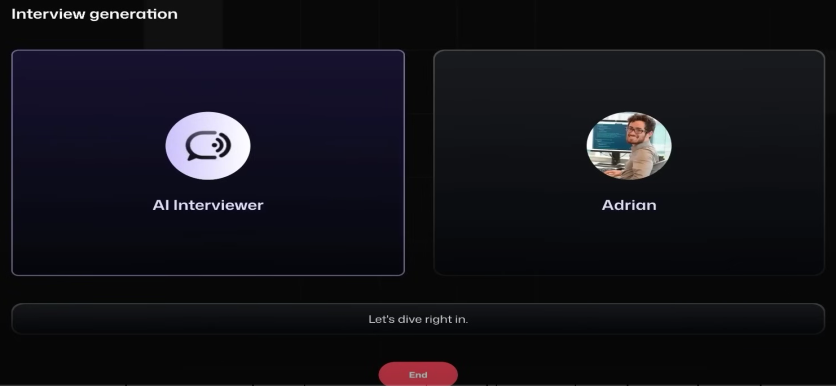 Interview generation
AI Interviewer
Adrian
Let's dive right in.
End